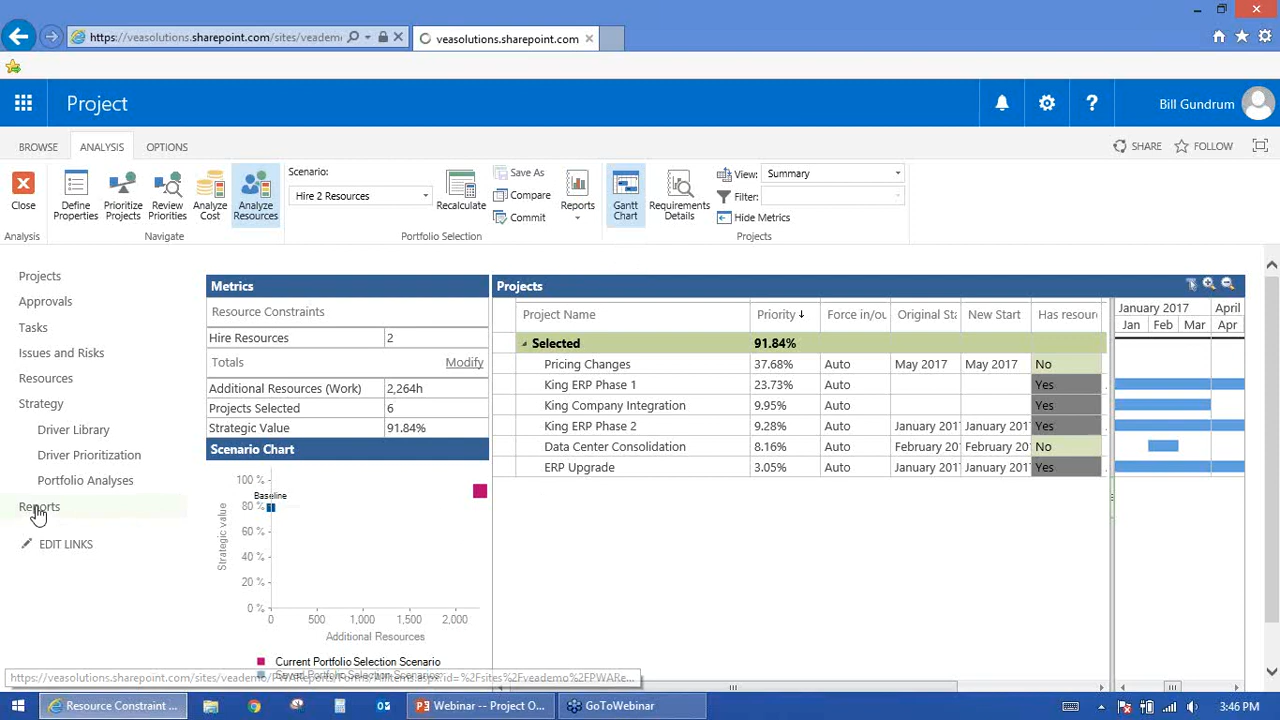 https://veasolutions.sharepoint.com/sites/veademo
veasolutions.sharepoint.com
Project
Bill Gundrum
BROWSE ANALYSIS OPTIONS
SHARE FOLLOW
Close
Define Properties
Prioritize Projects
Review Priorities
Analyze Cost
Analyze Resources
Scenario:
Hire 2 Resources
Recalculate
Save As
Compare
Commit
Reports
Gantt Chart
Requirements Details
View: Summary
Filter:
Hide Metrics
Analysis
Navigate
Portfolio Selection
Projects
Projects
Approvals
Tasks
Issues and Risks
Resources
Strategy
Driver Library
Driver Prioritization
Portfolio Analyses
Reports
EDIT LINKS
Metrics
Resource Constraints
Hire Resources 2
Totals Modify
Additional Resources (Work) 2,264h
Projects Selected 6
Strategic Value 91.84%
Scenario Chart
100 %
Baseline
80 %
60 %
40 %
20 %
0 %
Strategic value
0 500 1,000 1,500 2,000
Additional Resources
Current Portfolio Selection Scenario
Projects
Project Name Priority Force in/ou Original Sta New Start Has resour
January 2017 April
Jan Feb Mar Apr
Selected 91.84%
Pricing Changes 37.68% Auto May 2017 May 2017 No
King ERP Phase 1 23.73% Auto Yes
King Company Integration 9.95% Auto Yes
King ERP Phase 2 9.28% Auto January 2017 January 2017 Yes
Data Center Consolidation 8.16% Auto February 201 February 20 No
ERP Upgrade 3.05% Auto January 2017 January 201 Yes
Resource Constraint ...
Webinar -- Project O...
GoToWebinar
3:46 PM